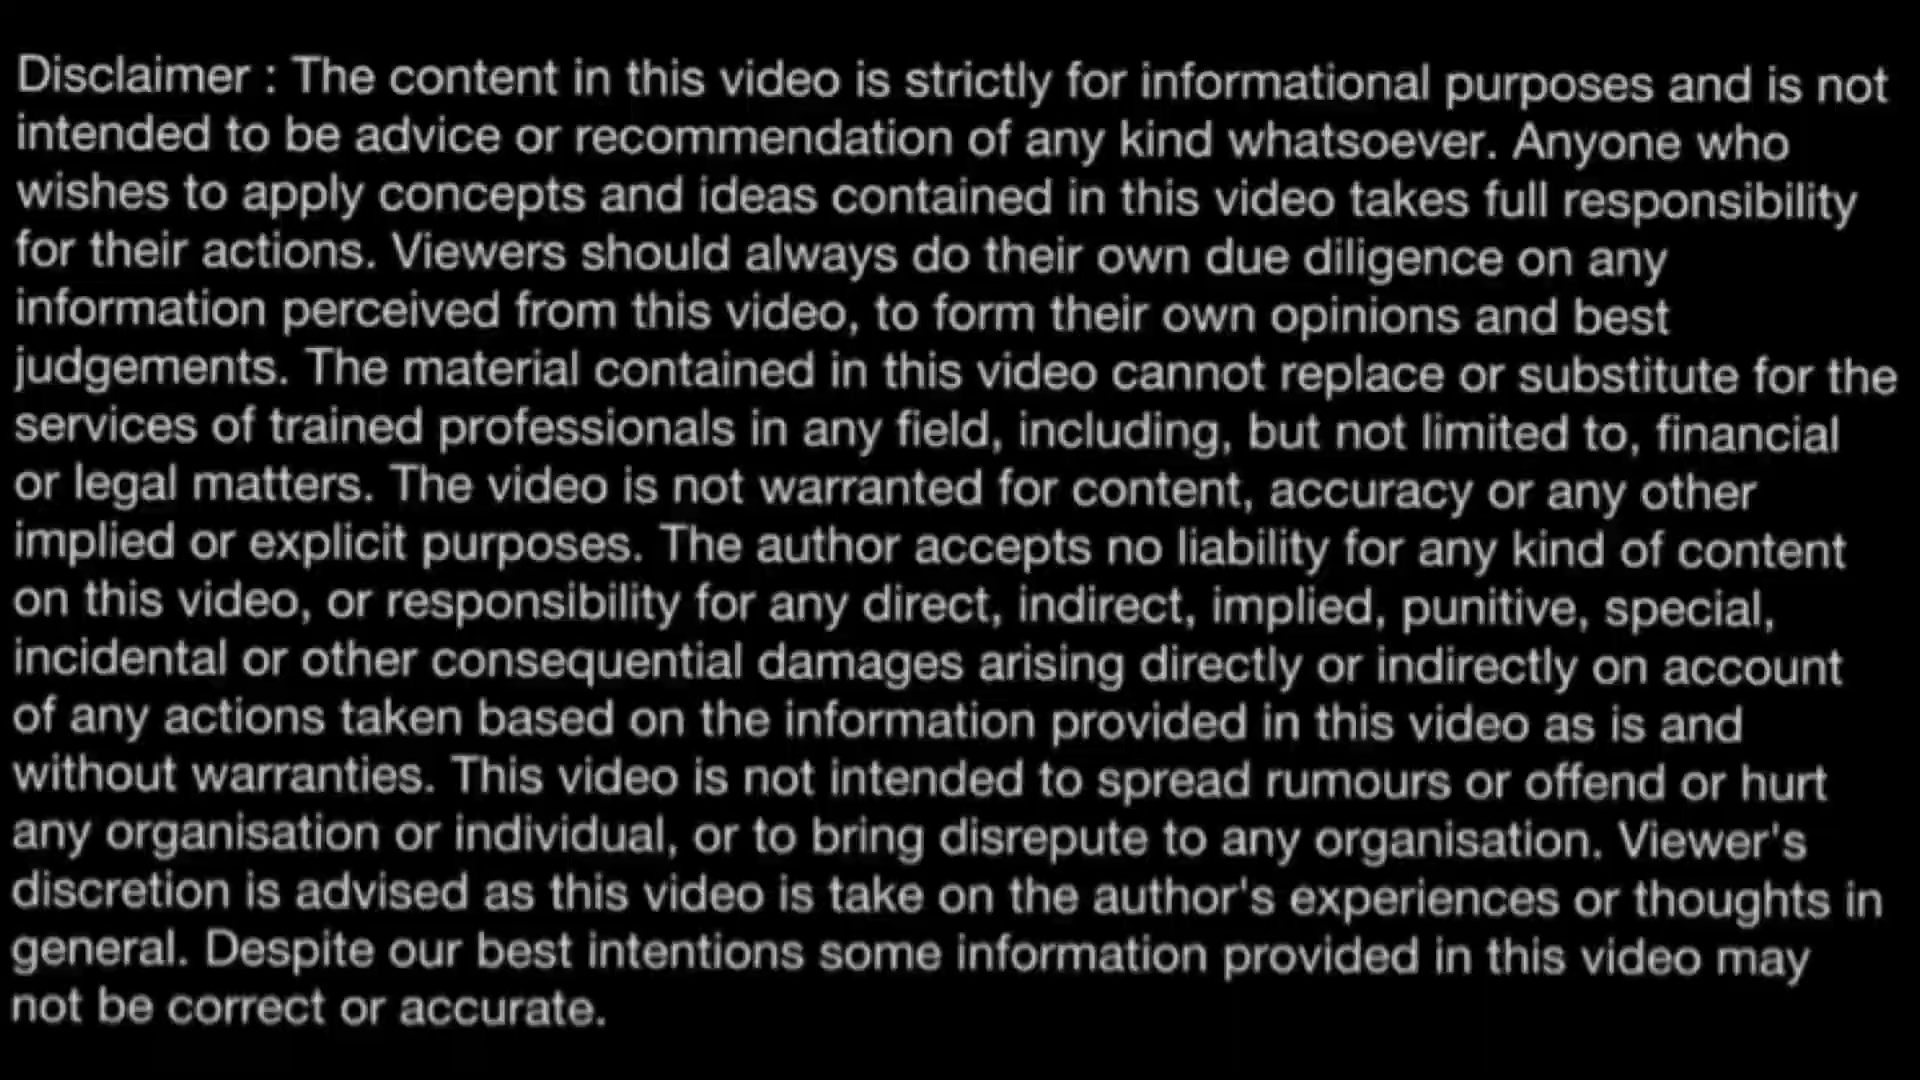 Disclaimer : The content in this video is strictly for informational purposes and is not
intended to be advice or recommendation of any kind whatsoever. Anyone who
wishes to apply concepts and ideas contained in this video takes full responsibility
for their actions. Viewers should always do their own due diligence on any
information perceived from this video, to form their own opinions and best
judgements. The material contained in this video cannot replace or substitute for the
services of trained professionals in any field, including, but not limited to, financial
or legal matters. The video is not warranted for content, accuracy or any other
implied or explicit purposes. The author accepts no liability for any kind of content
on this video, or responsibility for any direct, indirect, implied, punitive, special,
incidental or other consequential damages arising directly or indirectly on account
of any actions taken based on the information provided in this video as is and
without warranties. This video is not intended to spread rumours or offend or hurt
any organisation or individual, or to bring disrepute to any organisation. Viewer's
discretion is advised as this video is take on the author's experiences or thoughts in
general. Despite our best intentions some information provided in this video may
not be correct or accurate.